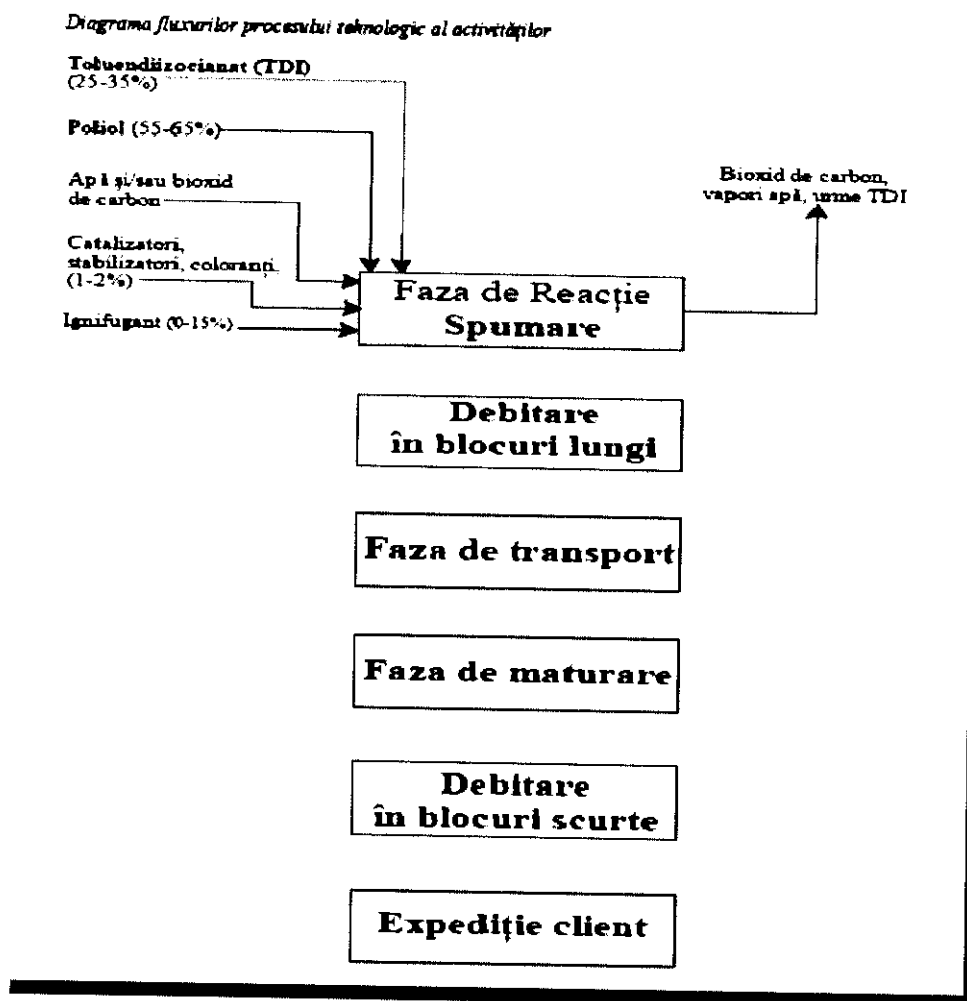 Diagrama fluxurilor procesului tehnologic al activităților
Toluendiizocianat (TDI)
(25-35%)
Poliol (55-65%)
Apă și/sau bioxid
de carbon
Catalizatori,
stabilizatori, coloranți
(1-2%)
Ignifugant (0-15%)
Bioxid de carbon,
vapori apă, urme TDI
Faza de Reacție
Spumare
Debitare
în blocuri lungi
Faza de transport
Faza de maturare
Debitare
în blocuri scurte
Expediție client